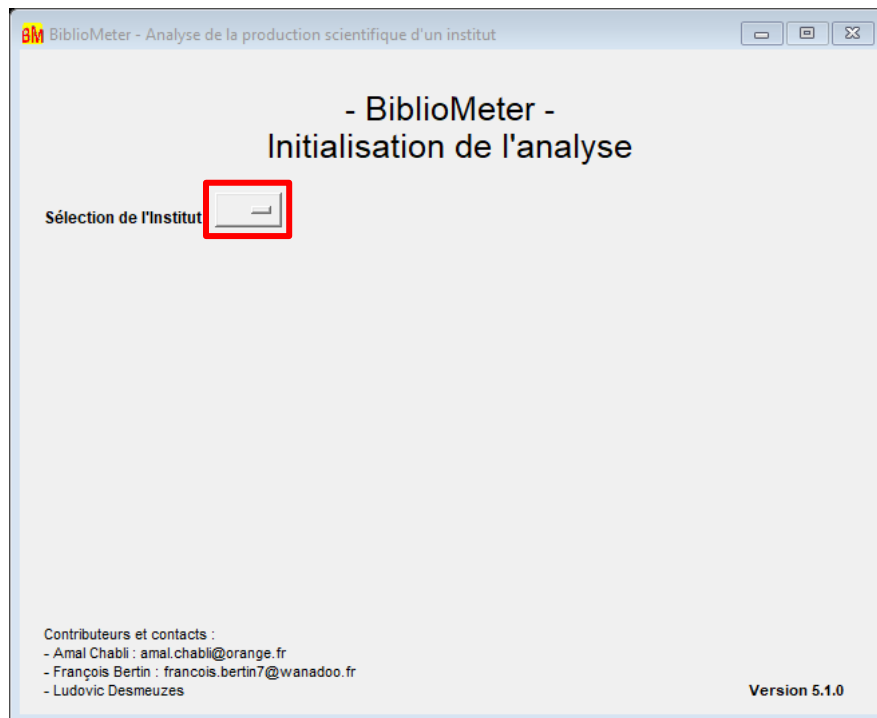 BM BiblioMeter - Analyse de la production scientifique d'un institut
- BiblioMeter -
Initialisation de l'analyse
Sélection de l'Institut
Contributeurs et contacts :
- Amal Chabli : amal.chabli@orange.fr
- François Bertin : francois.bertin7@wanadoo.fr
- Ludovic Desmeuzes
Version 5.1.0